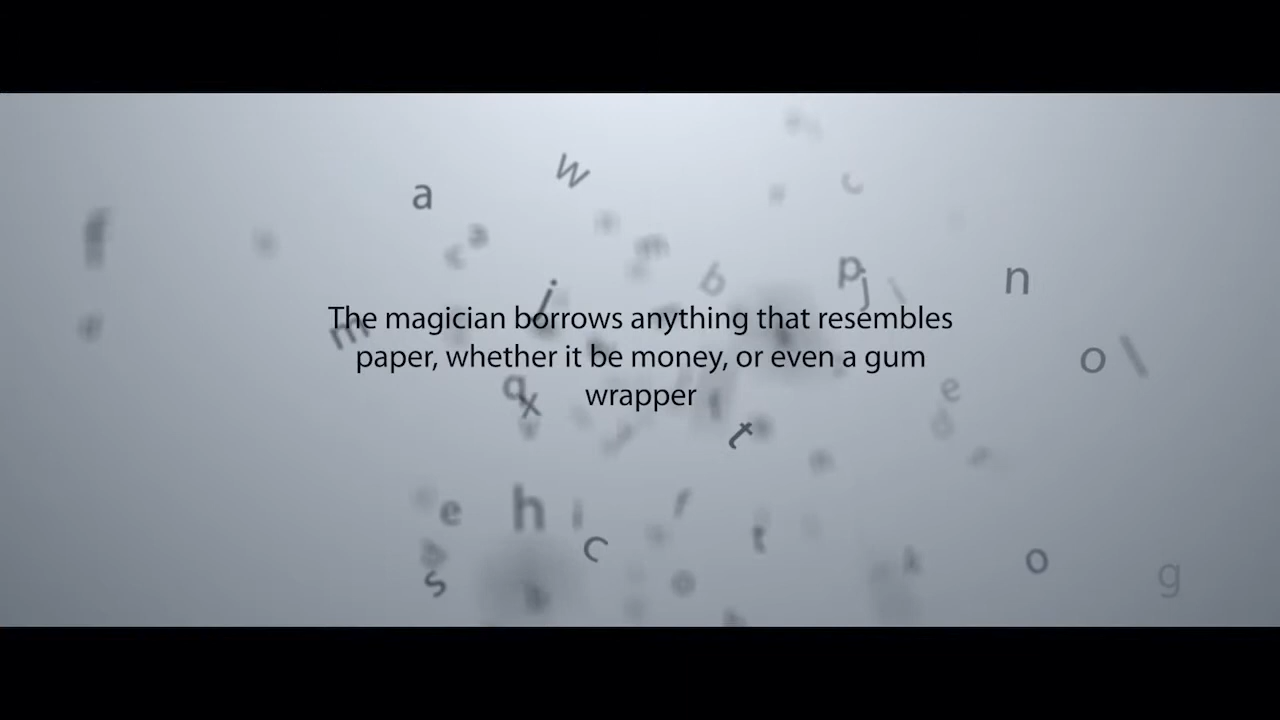 The magician borrows anything that resembles
paper, whether it be money, or even a gum
wrapper